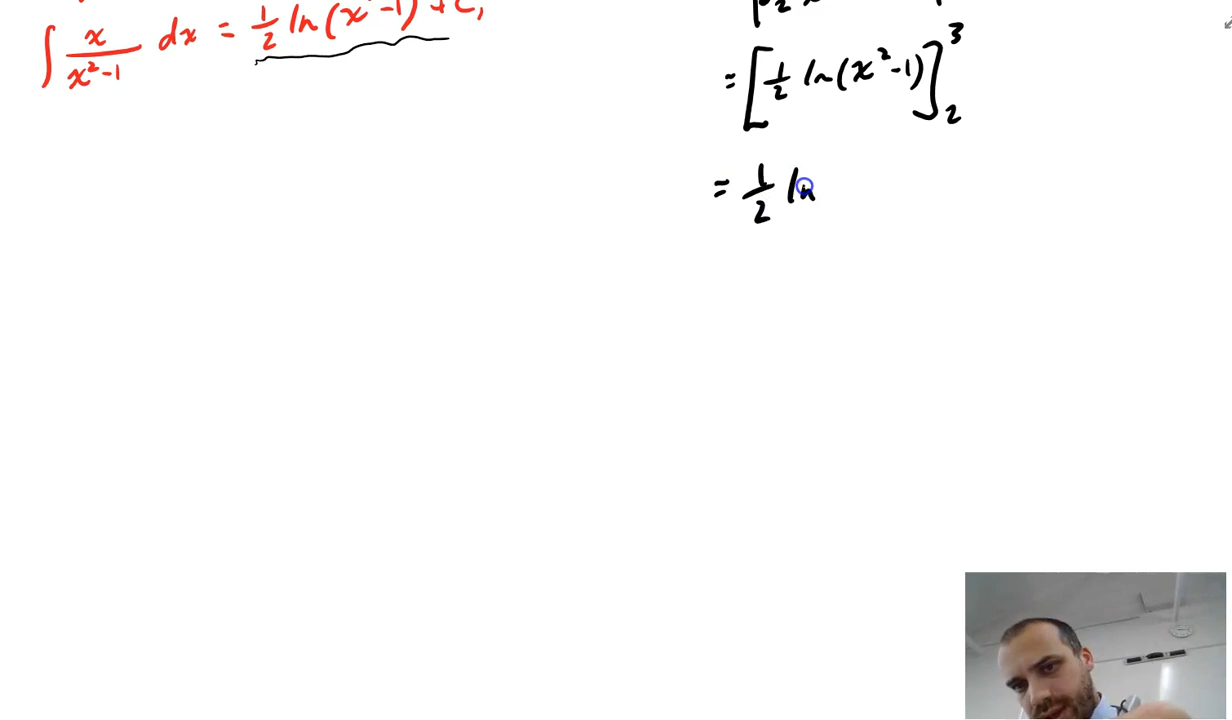 ∫ x/(x²-1) dx = 1/2 ln(x²-1) + C,
= [1/2 ln(x²-1)]₂³
= 1/2 ln